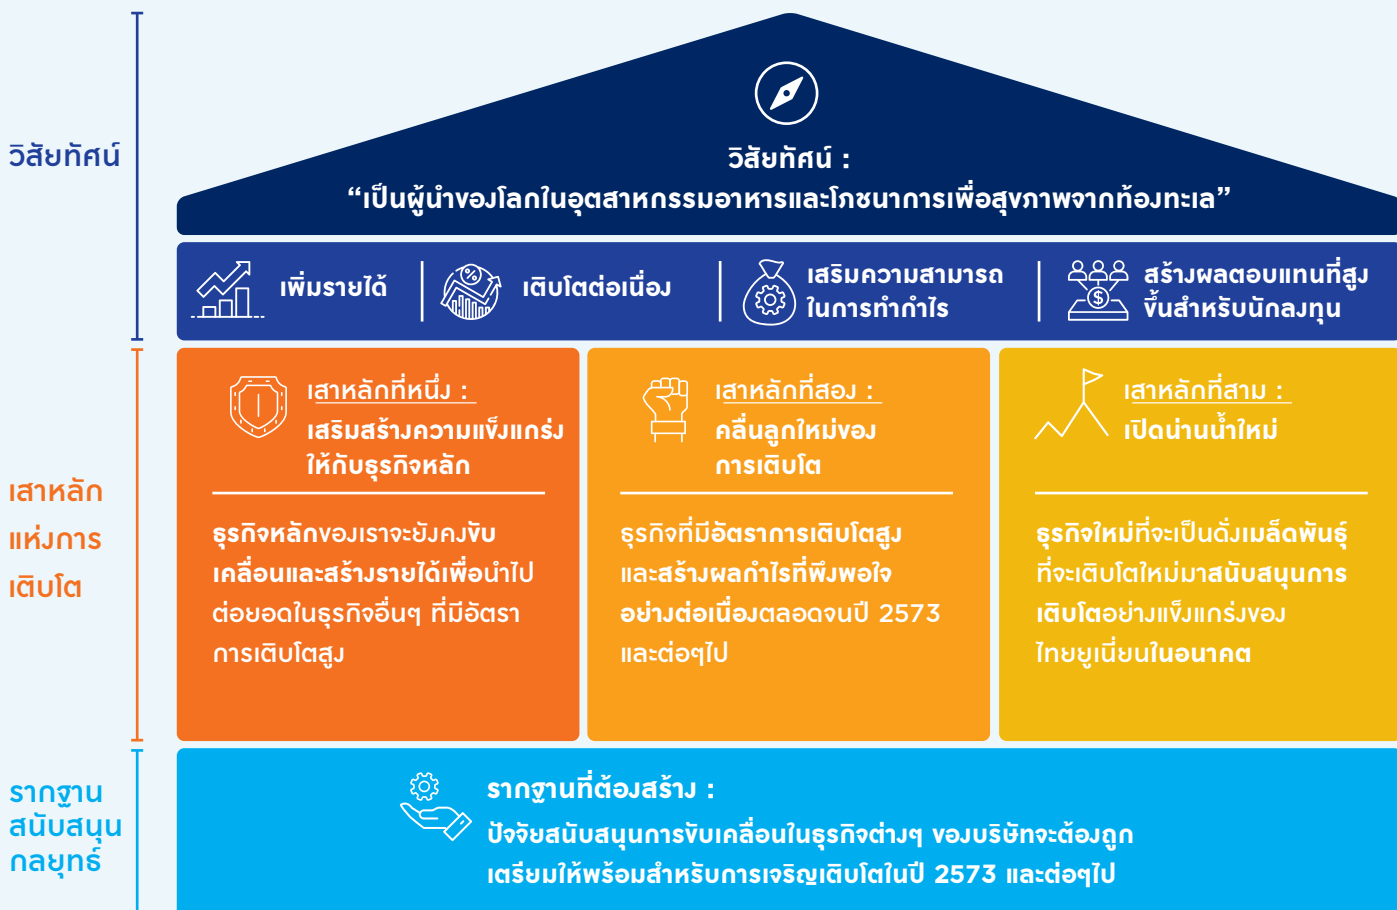 วิสัยทัศน์
วิสัยทัศน์ :
“เป็นผู้นำของโลกในอุตสาหกรรมอาหารและโภชนาการเพื่อสุขภาพจากท้องทะเล”
เพิ่มรายได้
เติบโตต่อเนื่อง
เสริมความสามารถ
ในการทำกำไร
สร้างผลตอบแทนที่สูง
ขึ้นสำหรับนักลงทุน
เสาหลัก
แห่งการ
เติบโต
เสาหลักที่หนึ่ง :
เสริมสร้างความแข็งแกร่ง
ให้กับธุรกิจหลัก
ธุรกิจหลักของเราจะยังคงขับ
เคลื่อนและสร้างรายได้เพื่อนำไป
ต่อยอดในธุรกิจอื่นๆ ที่มีอัตรา
การเติบโตสูง
เสาหลักที่สอง :
คลื่นลูกใหม่ของ
การเติบโต
ธุรกิจที่มีอัตราการเติบโตสูง
และสร้างผลกำไรที่พึงพอใจ
อย่างต่อเนื่องตลอดจนปี 2573
และต่อๆไป
เสาหลักที่สาม :
เปิดน่านน้ำใหม่
ธุรกิจใหม่ที่จะเป็นดั่งเมล็ดพันธุ์
ที่จะเติบโตใหม่มาสนับสนุนการ
เติบโตอย่างแข็งแกร่งของ
ไทยยูเนี่ยนในอนาคต
รากฐาน
สนับสนุน
กลยุทธ์
รากฐานที่ต้องสร้าง :
ปัจจัยสนับสนุนการขับเคลื่อนในธุรกิจต่างๆ ของบริษัทจะต้องถูก
เตรียมให้พร้อมสำหรับการเจริญเติบโตในปี 2573 และต่อๆไป